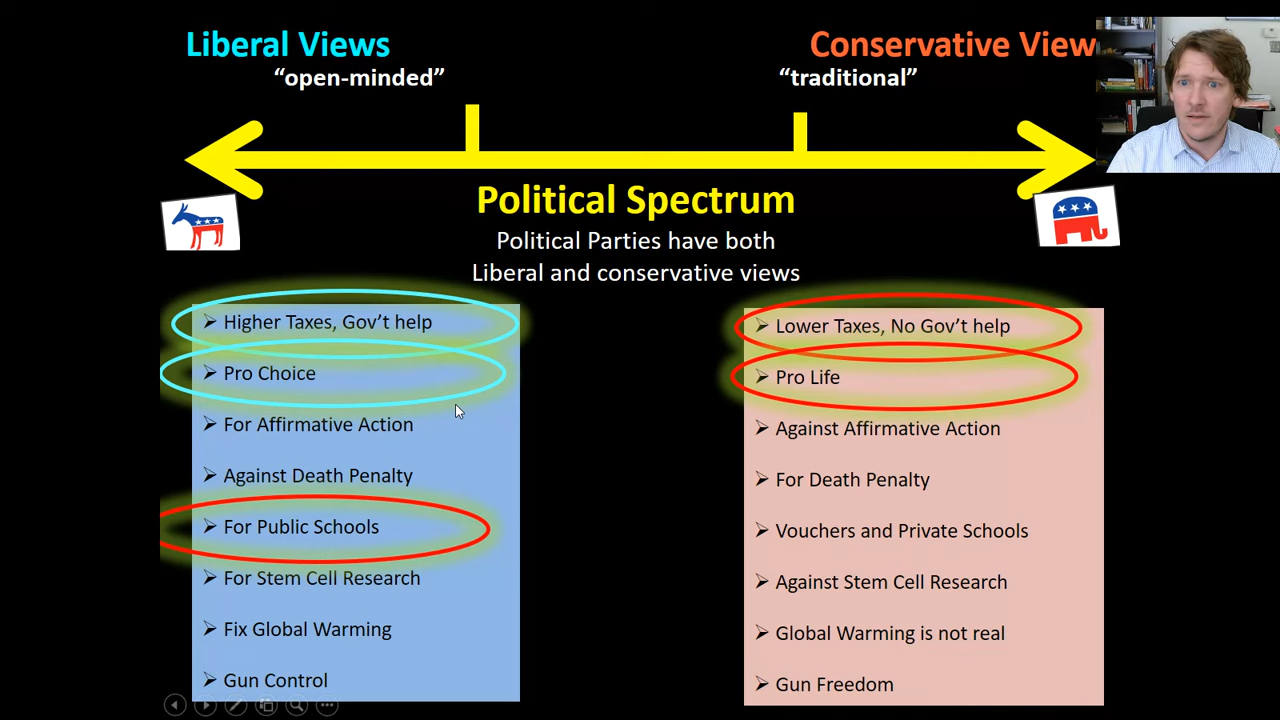 Liberal Views
"open-minded"
Conservative View
"traditional"
Political Spectrum
Political Parties have both
Liberal and conservative views
Higher Taxes, Gov't help
Pro Choice
For Affirmative Action
Against Death Penalty
For Public Schools
For Stem Cell Research
Fix Global Warming
Gun Control
Lower Taxes, No Gov't help
Pro Life
Against Affirmative Action
For Death Penalty
Vouchers and Private Schools
Against Stem Cell Research
Global Warming is not real
Gun Freedom